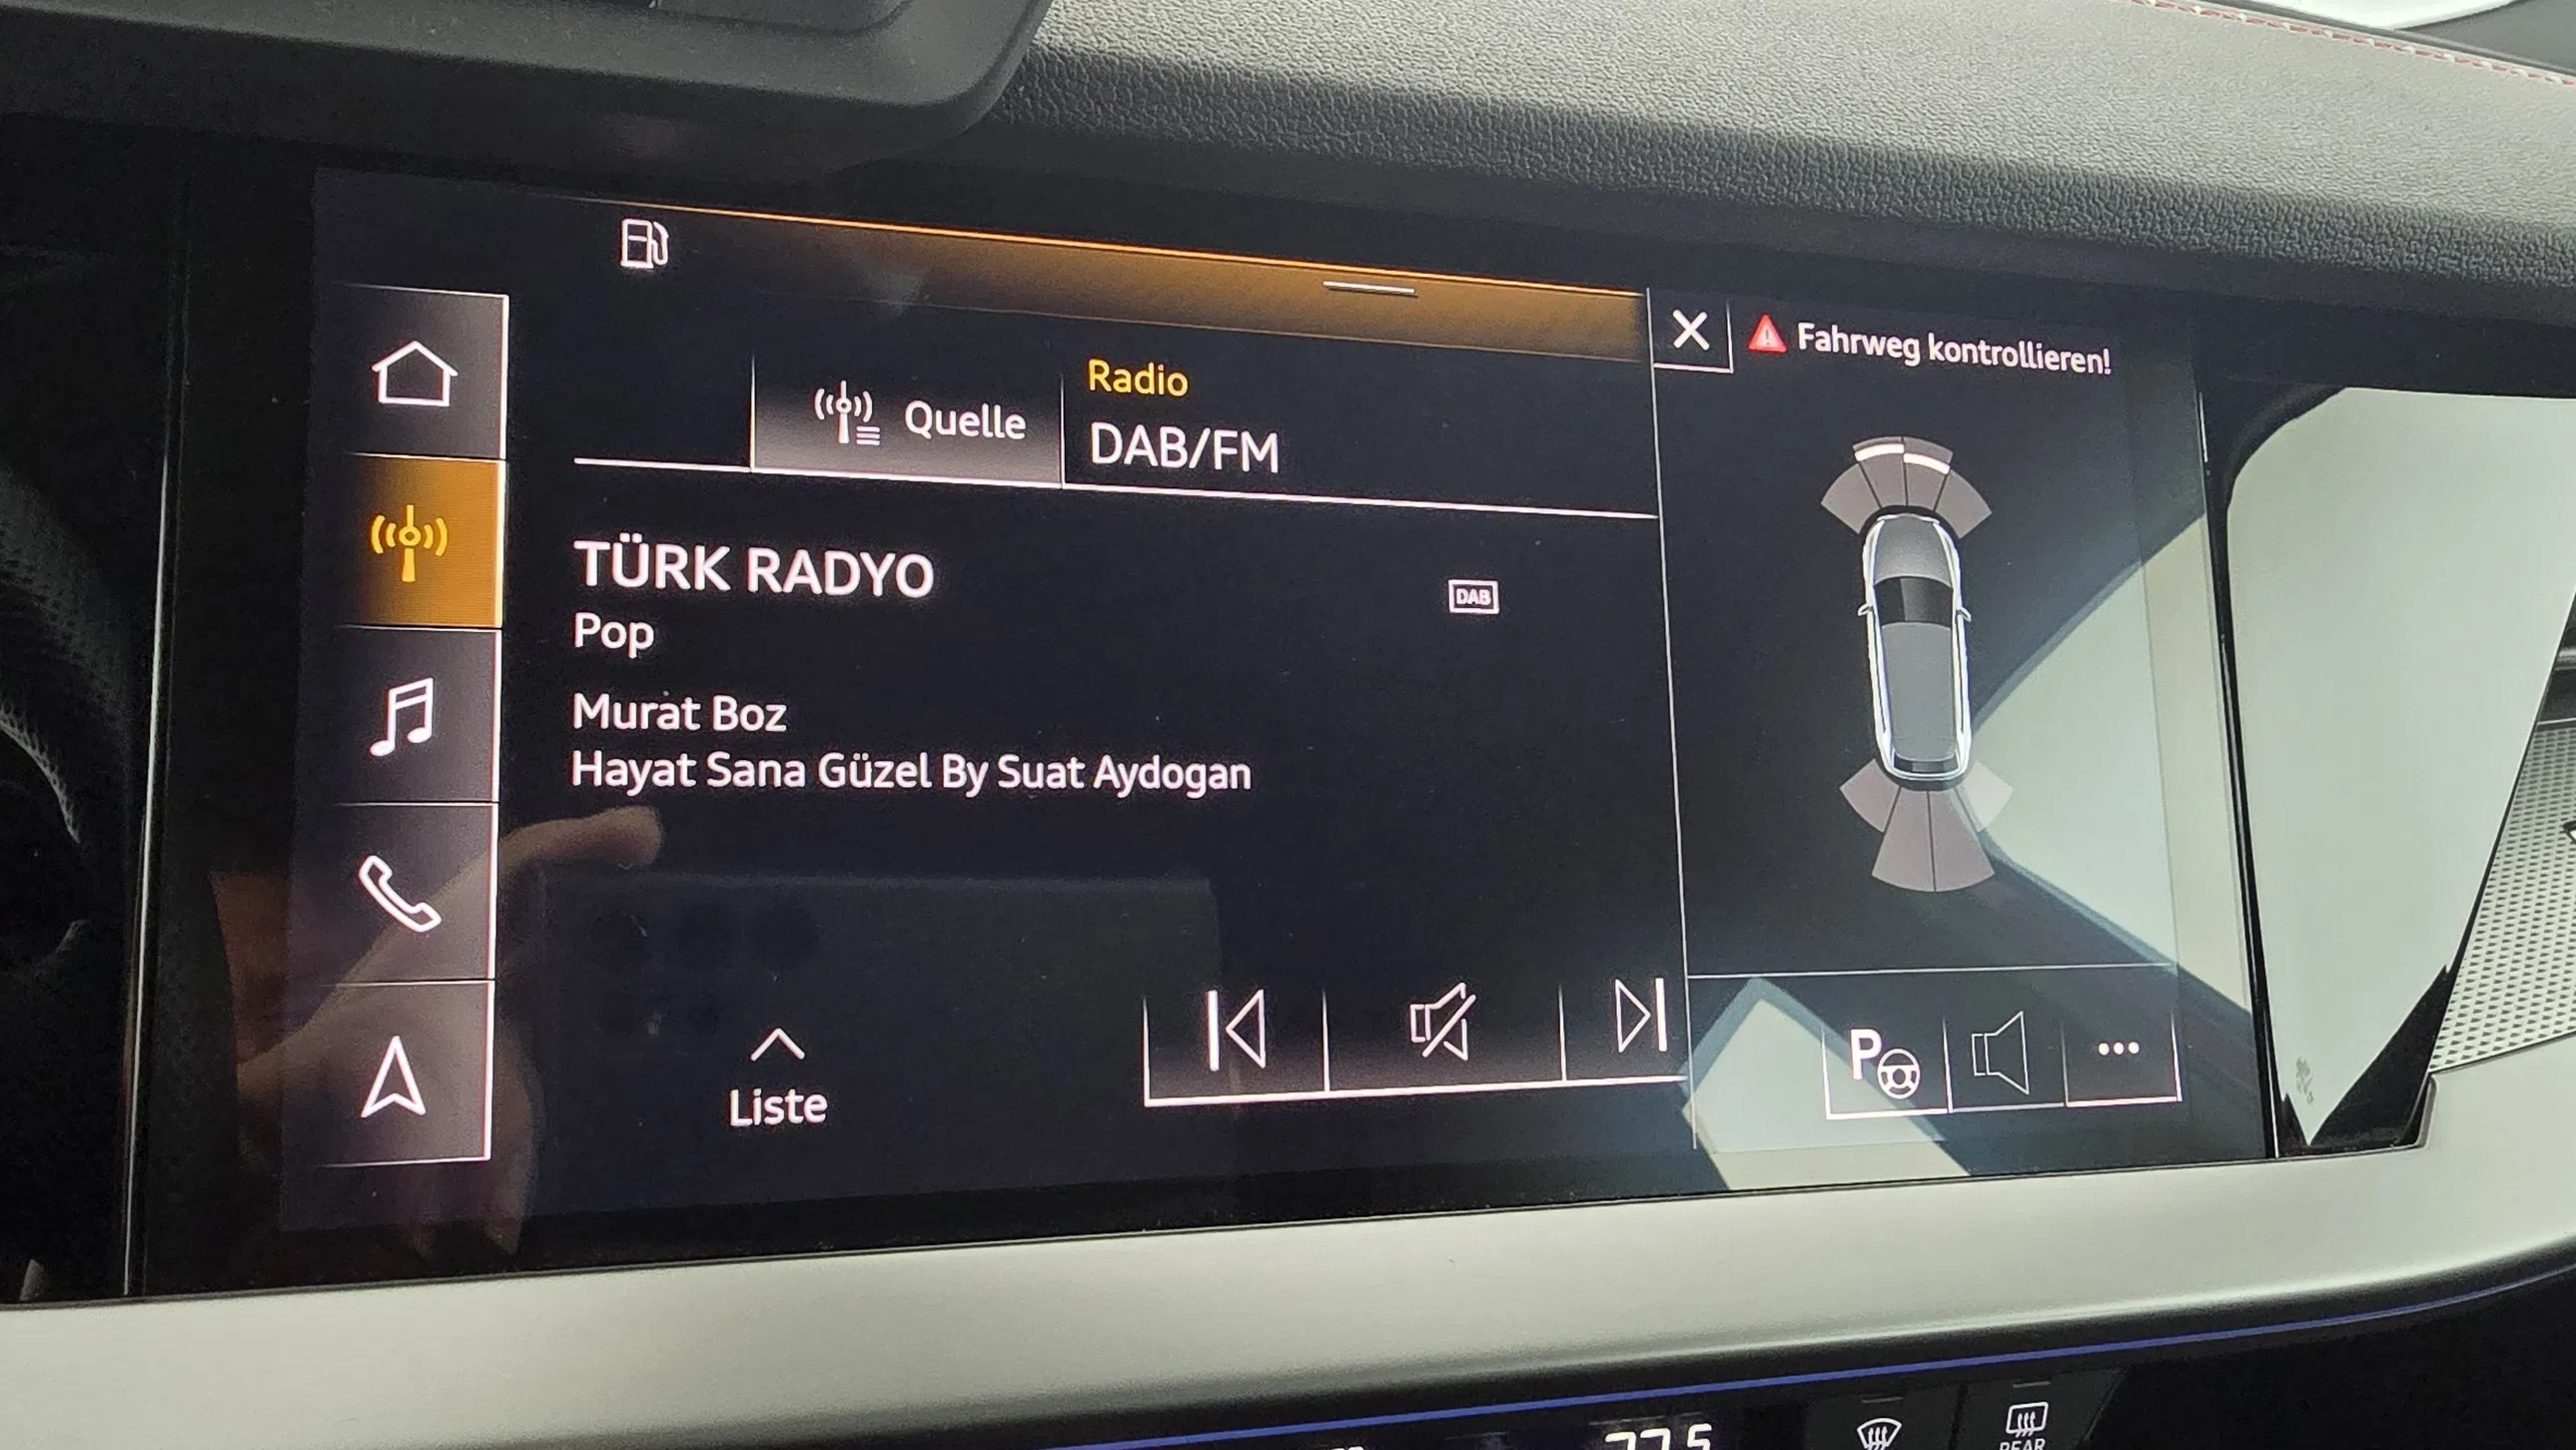 Fahrweg kontrollieren!
Quelle
Radio
DAB/FM
TÜRK RADYO
DAB
Pop
Murat Boz
Hayat Sana Güzel By Suat Aydogan
Liste
P
REAR